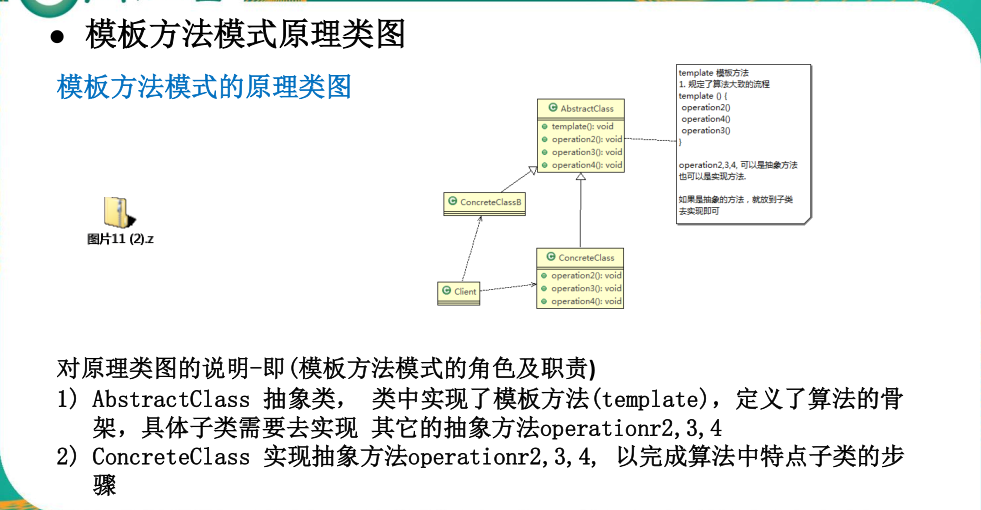 ● 模板方法模式原理类图
模板方法模式的原理类图
template 模板方法
1. 规定了算法大致的流程
template () {
operation2()
operation4()
operation3()
}
operation2,3,4, 可以是抽象方法
也可以是实现方法.
如果是抽象的方法，就放到子类
去实现即可
AbstractClass
template(): void
operation2(): void
operation3(): void
operation4(): void
ConcreteClassB
图片11 (2).z
ConcreteClass
operation2(): void
operation3(): void
operation4(): void
Client
对原理类图的说明-即(模板方法模式的角色及职责)
1) AbstractClass 抽象类， 类中实现了模板方法(template)，定义了算法的骨
架，具体子类需要去实现 其它的抽象方法operationr2,3,4
2) ConcreteClass 实现抽象方法operationr2,3,4, 以完成算法中特点子类的步
骤